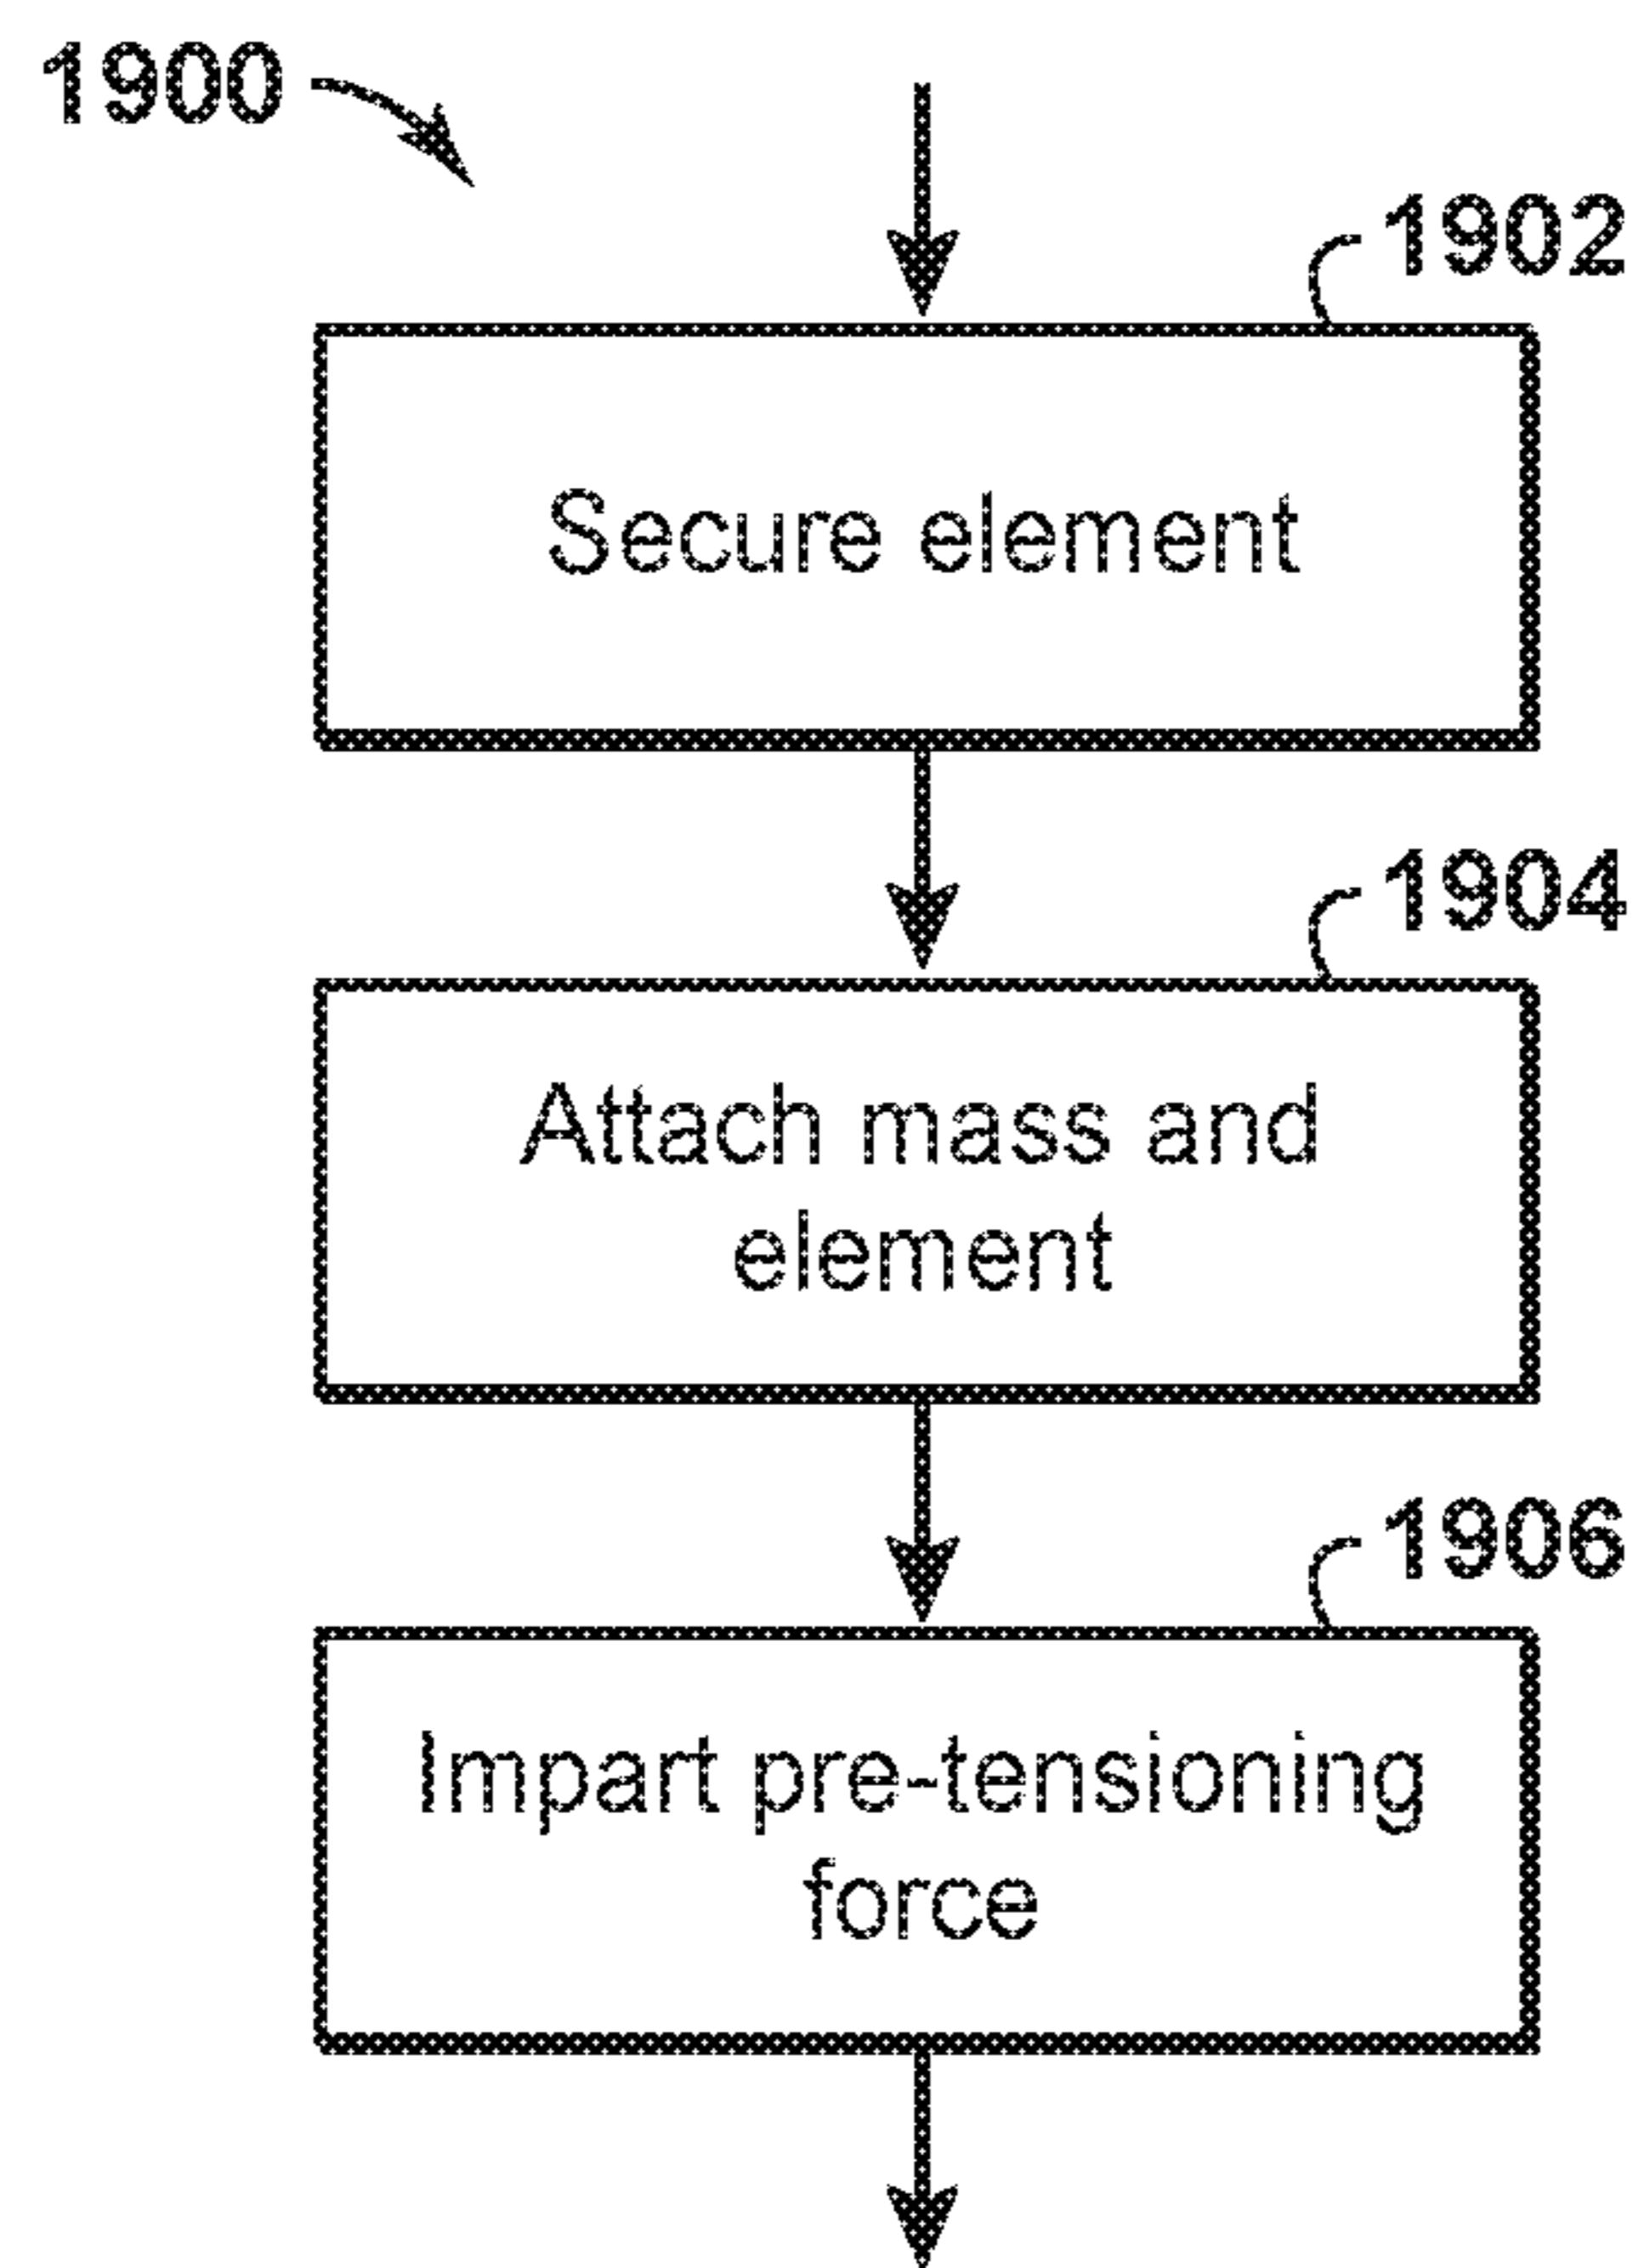 1900
1902
Secure element
1904
Attach mass and
element
1906
Impart pre-tensioning
force